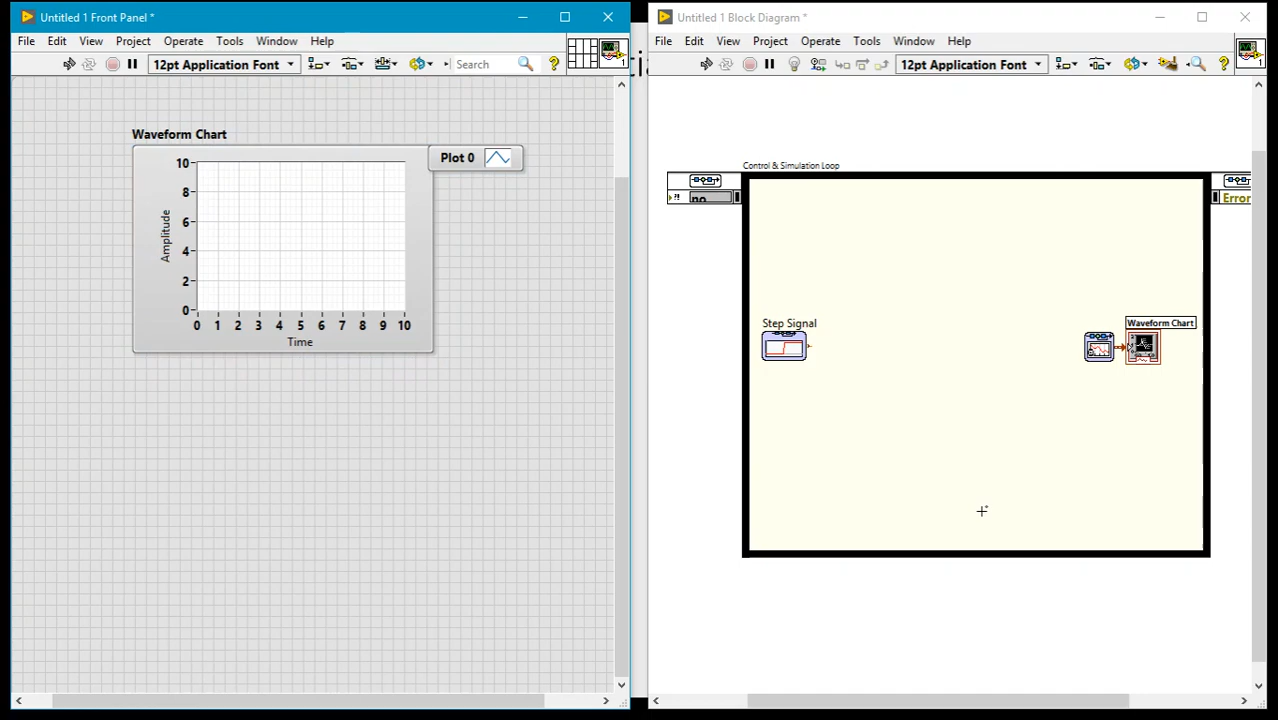 Untitled 1 Front Panel *
File Edit View Project Operate Tools Window Help
12pt Application Font
Search
?
1
Waveform Chart
Plot 0
10
8
6
4
2
0
Amplitude
0 1 2 3 4 5 6 7 8 9 10
Time
Untitled 1 Block Diagram *
File Edit View Project Operate Tools Window Help
12pt Application Font
?
1
Control & Simulation Loop
?!
Error
Step Signal
Waveform Chart